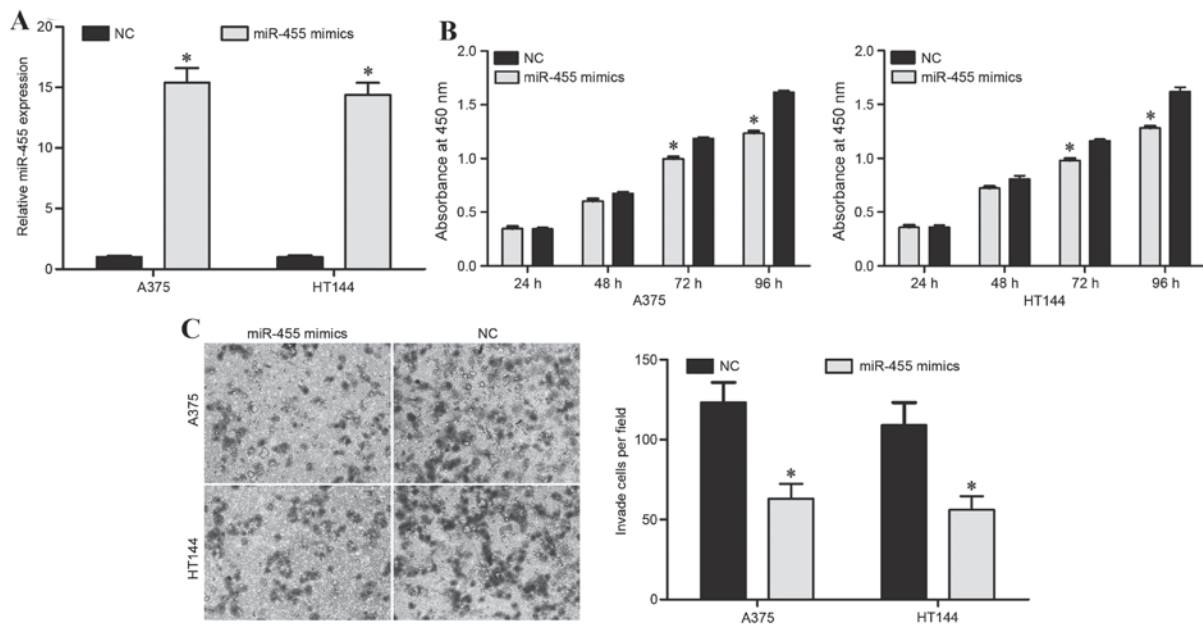 A
NC
miR-455 mimics
Relative miR-455 expression
20
15
10
5
0
*
*
A375
HT144
B
Absorbance at 450 nm
2.0
1.5
1.0
0.5
0.0
NC
miR-455 mimics
*
*
24 h
48 h
72 h
96 h
A375
Absorbance at 450 nm
2.0
1.5
1.0
0.5
0.0
NC
miR-455 mimics
*
*
24 h
48 h
72 h
96 h
HT144
C
miR-455 mimics
NC
A375
HT144
Invade cells per field
150
100
50
0
NC
miR-455 mimics
*
*
A375
HT144